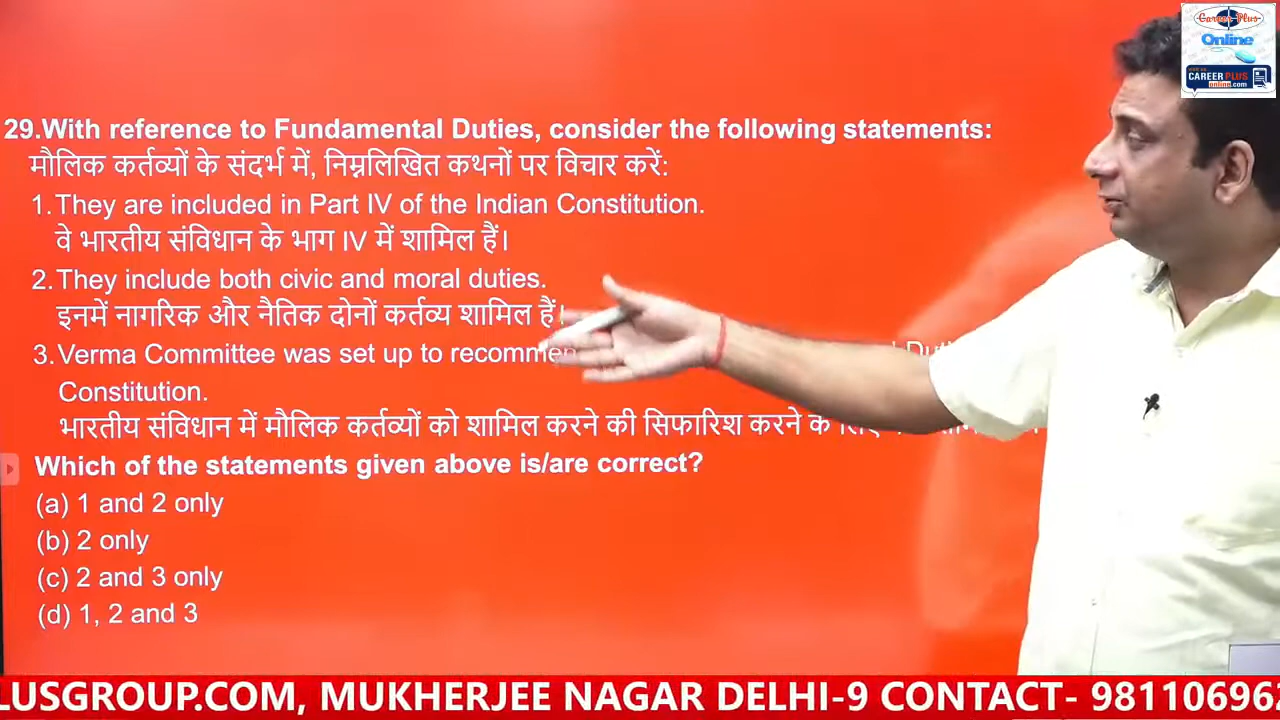 Career Plus
Online
CAREER PLUS
online.com
29.With reference to Fundamental Duties, consider the following statements:
मौलिक कर्तव्यों के संदर्भ में, निम्नलिखित कथनों पर विचार करें:
1. They are included in Part IV of the Indian Constitution.
वे भारतीय संविधान के भाग IV में शामिल हैं।
2. They include both civic and moral duties.
इनमें नागरिक और नैतिक दोनों कर्तव्य शामिल हैं।
3. Verma Committee was set up to
Constitution.
भारतीय संविधान में मौलिक कर्तव्यों को शामिल करने की सिफारिश करने
Which of the statements given above is/are correct?
(a) 1 and 2 only
(b) 2 only
(c) 2 and 3 only
(d) 1, 2 and 3
LUSGROUP.COM, MUKHERJEE NAGAR DELHI-9 CONTACT- 98110696